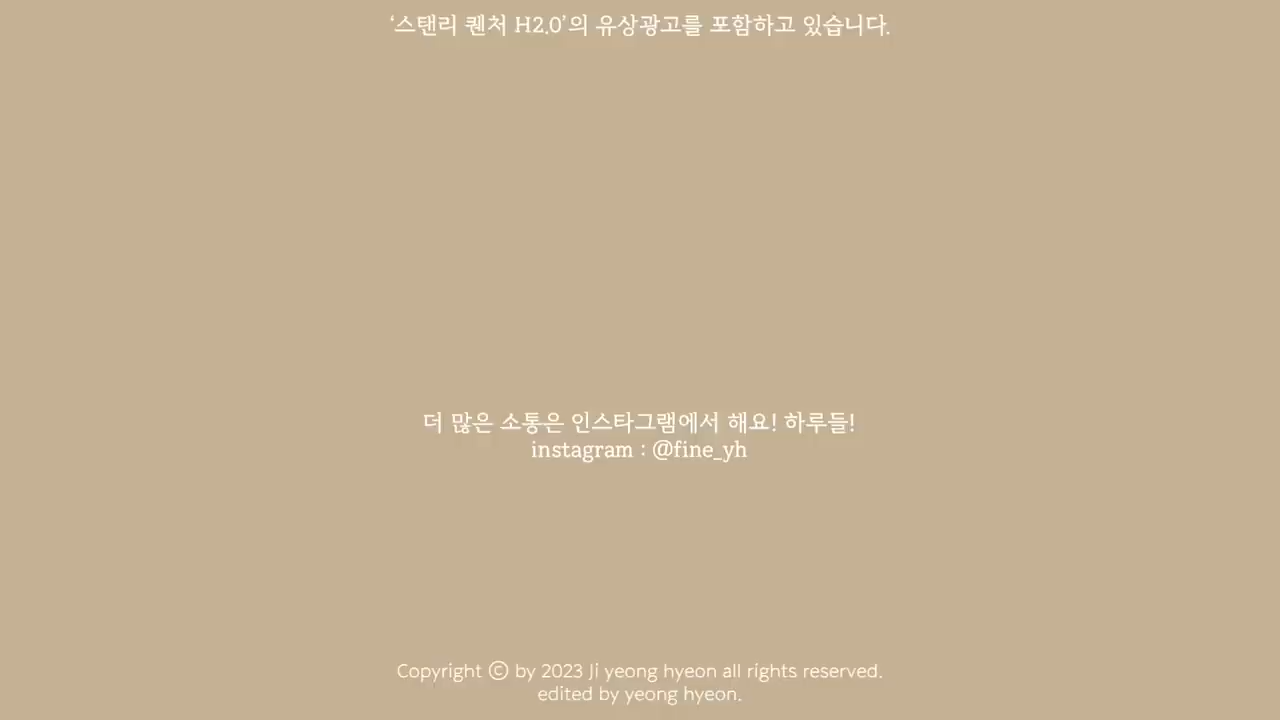 ‘스탠리 퀜처 H2.0’의 유상광고를 포함하고 있습니다.
더 많은 소통은 인스타그램에서 해요! 하루들!
instagram : @fine_yh
Copyright ⓒ by 2023 Ji yeong hyeon all rights reserved.
edited by yeong hyeon.